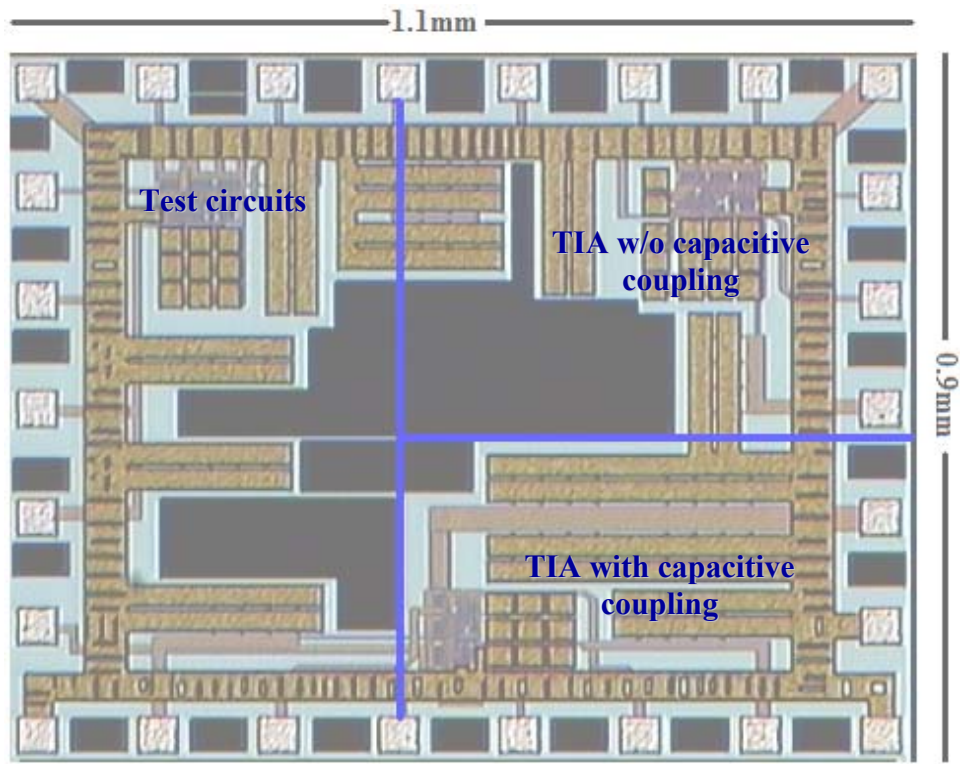 1.1mm
Test circuits
TIA w/o capacitive
coupling
0.9mm
TIA with capacitive
coupling